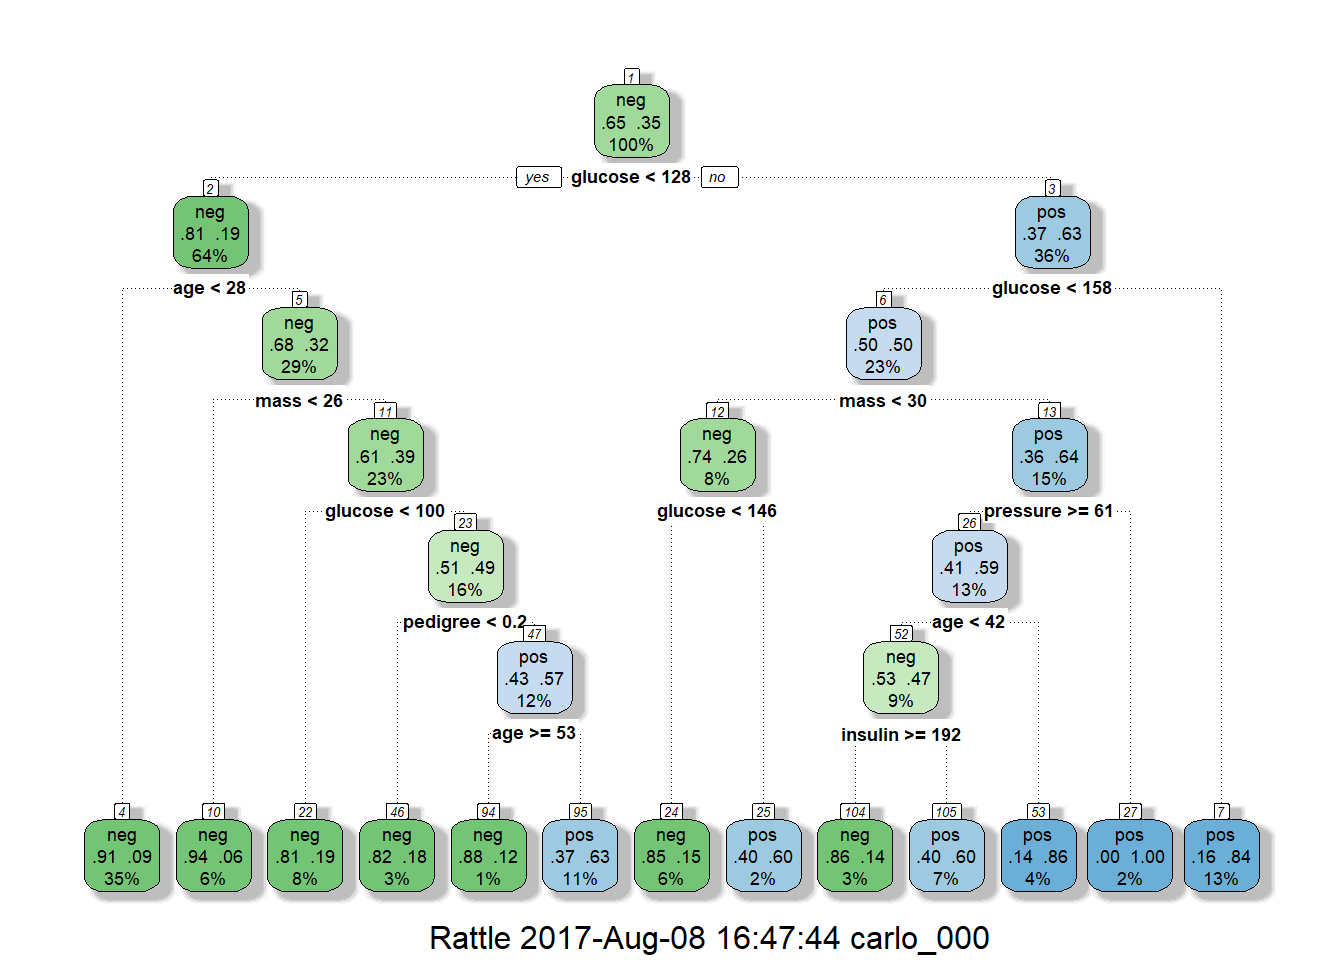 1
neg
.65 .35
100%
yes glucose < 128 no
2
neg
.81 .19
64%
3
pos
.37 .63
36%
age < 28
glucose < 158
5
neg
.68 .32
29%
6
pos
.50 .50
23%
mass < 26
mass < 30
11
neg
.61 .39
23%
12
neg
.74 .26
8%
13
pos
.36 .64
15%
glucose < 100
glucose < 146
pressure >= 61
23
neg
.51 .49
16%
26
pos
.41 .59
13%
pedigree < 0.2
age < 42
47
pos
.43 .57
12%
52
neg
.53 .47
9%
age >= 53
insulin >= 192
4
neg
.91 .09
35%
10
neg
.94 .06
6%
22
neg
.81 .19
8%
46
neg
.82 .18
3%
94
neg
.88 .12
1%
95
pos
.37 .63
11%
24
neg
.85 .15
6%
25
pos
.40 .60
2%
104
neg
.86 .14
3%
105
pos
.40 .60
7%
53
pos
.14 .86
4%
27
pos
.00 1.00
2%
7
pos
.16 .84
13%
Rattle 2017-Aug-08 16:47:44 carlo_000